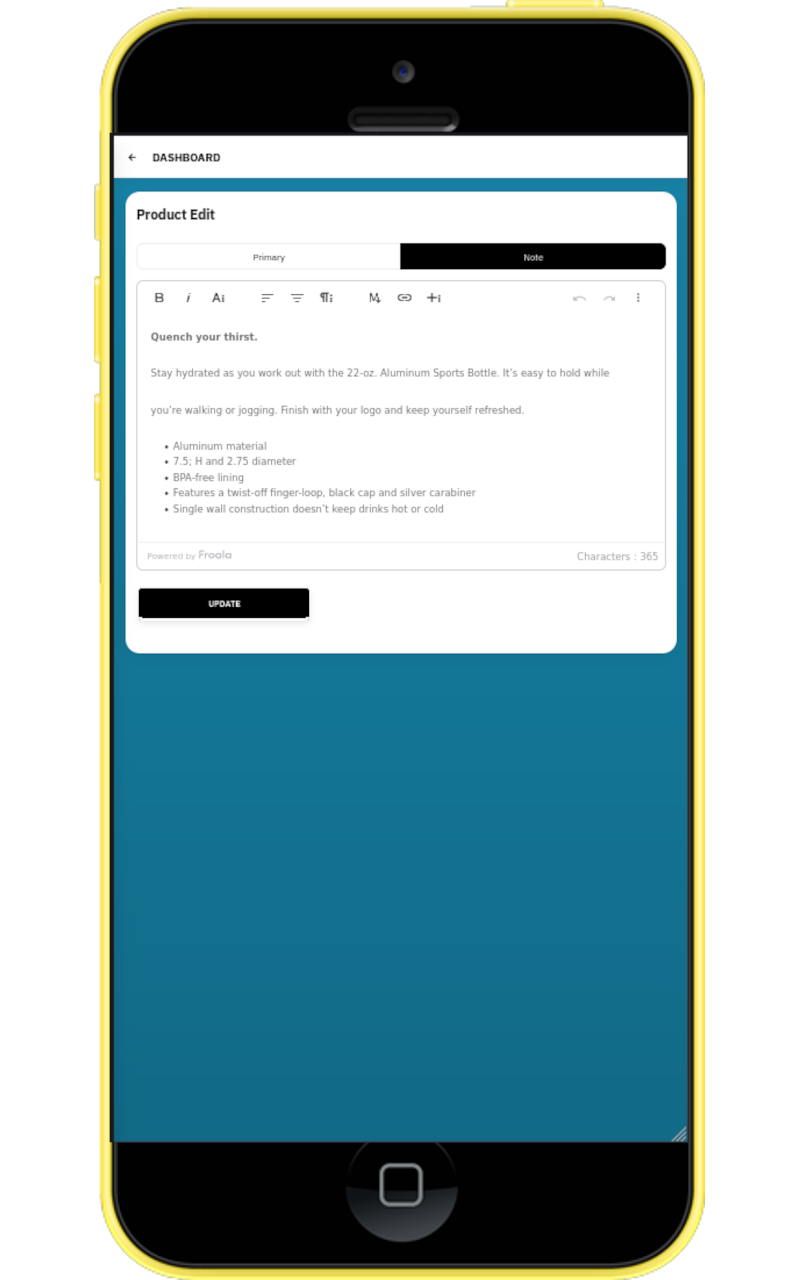 DASHBOARD
Product Edit
Primary
Note
B i A
Quench your thirst.
Stay hydrated as you work out with the 22-oz. Aluminum Sports Bottle. It's easy to hold while
you're walking or jogging. Finish with your logo and keep yourself refreshed.
• Aluminum material
• 7.5; H and 2.75 diameter
• BPA-free lining
• Features a twist-off finger-loop, black cap and silver carabiner
• Single wall construction doesn't keep drinks hot or cold
Powered by Froala
Characters : 365
UPDATE